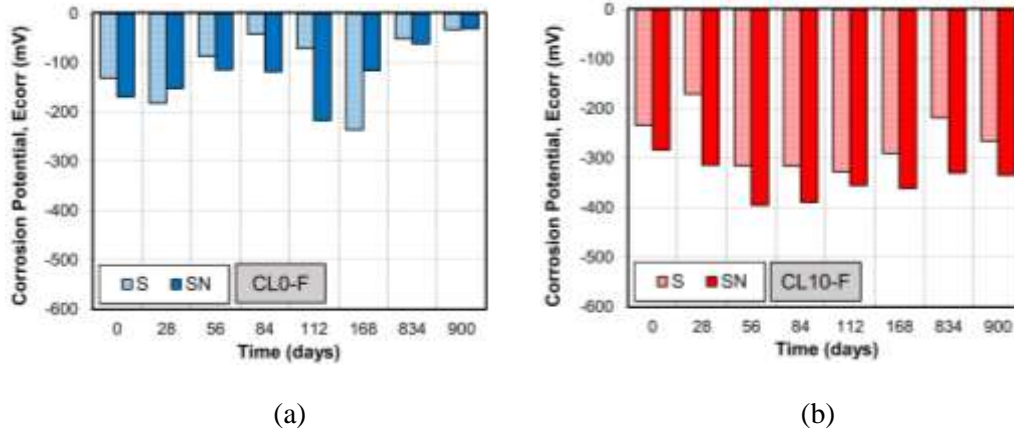 Corrosion Potential, Ecorr (mV)
0
-100
-200
-300
-400
-500
-600
S SN CL0-F
0 28 56 84 112 168 834 900
Time (days)
(a)
Corrosion Potential, Ecorr (mV)
0
-100
-200
-300
-400
-500
-600
S SN CL10-F
0 28 56 84 112 168 834 900
Time (days)
(b)